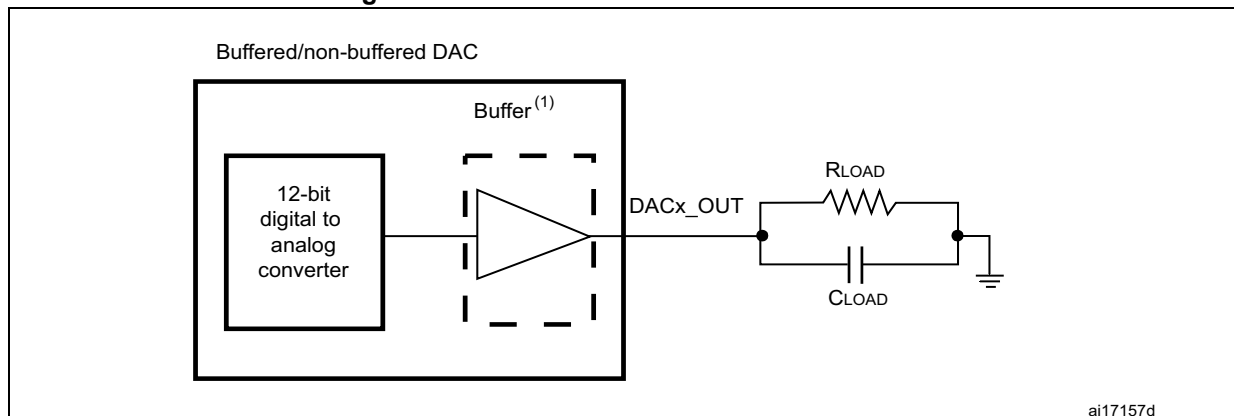 Buffered/non-buffered DAC
Buffer(1)
12-bit
digital to
analog
converter
DACx_OUT
RLOAD
CLOAD
ai17157d